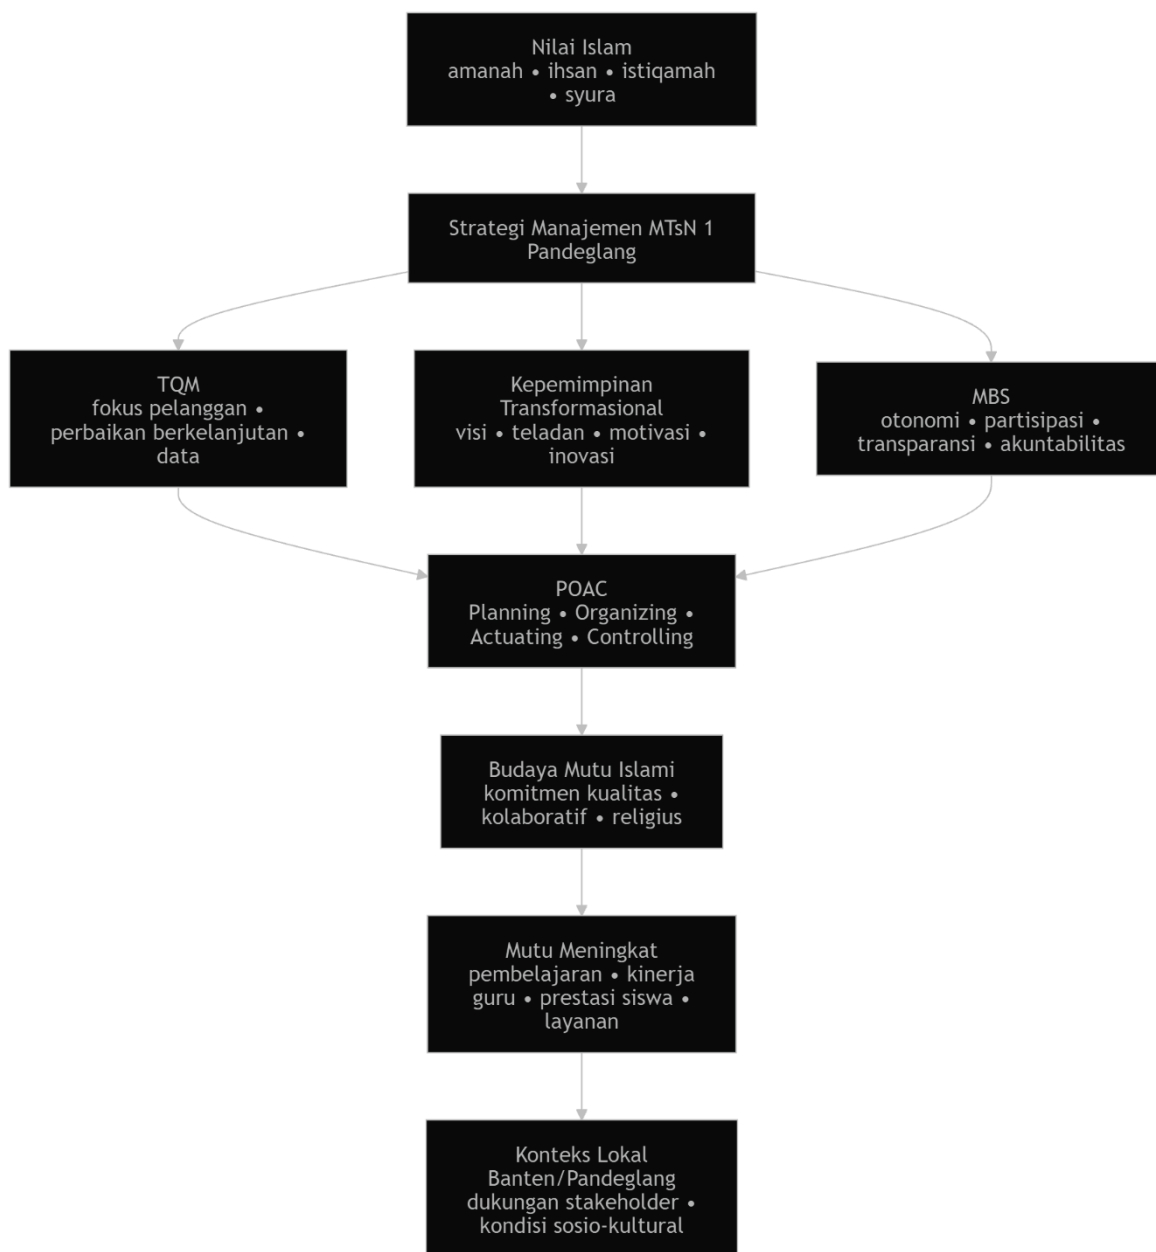 Nilai Islam
amanah • ihsan • istiqamah
• syura
Strategi Manajemen MTsN 1
Pandeglang
TQM
fokus pelanggan •
perbaikan berkelanjutan •
data
Kepemimpinan
Transformasional
visi • teladan • motivasi •
inovasi
MBS
otonomi • partisipasi •
transparansi • akuntabilitas
POAC
Planning • Organizing •
Actuating • Controlling
Budaya Mutu Islami
komitmen kualitas •
kolaboratif • religius
Mutu Meningkat
pembelajaran • kinerja
guru • prestasi siswa •
layanan
Konteks Lokal
Banten/Pandeglang
dukungan stakeholder •
kondisi sosio-kultural